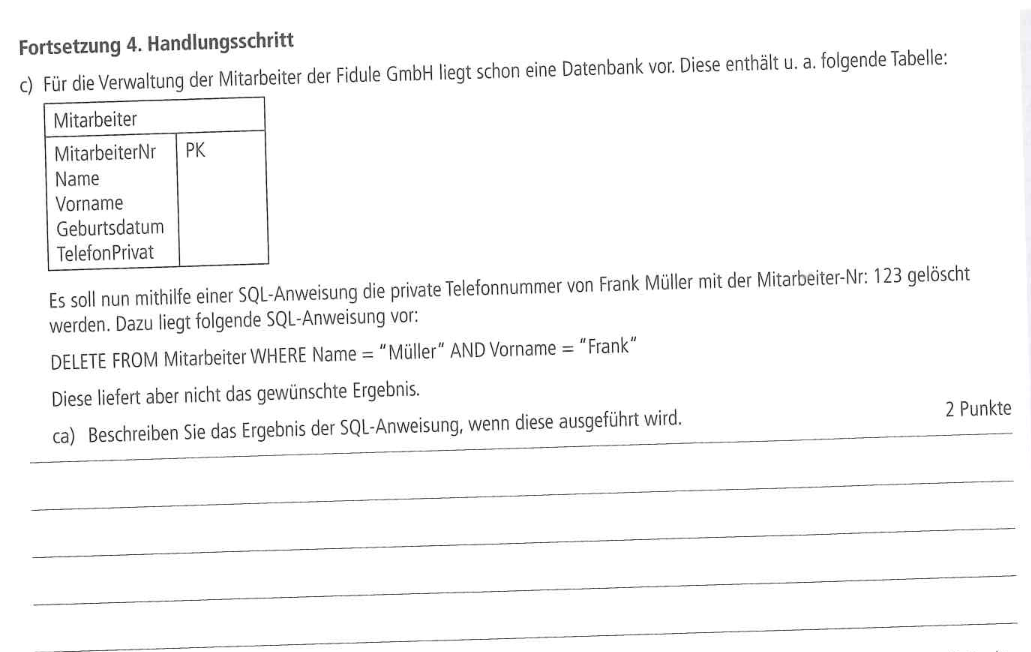 Fortsetzung 4. Handlungsschritt
c) Für die Verwaltung der Mitarbeiter der Fidule GmbH liegt schon eine Datenbank vor. Diese enthält u. a. folgende Tabelle:
Mitarbeiter
MitarbeiterNr PK
Name
Vorname
Geburtsdatum
TelefonPrivat
Es soll nun mithilfe einer SQL-Anweisung die private Telefonnummer von Frank Müller mit der Mitarbeiter-Nr: 123 gelöscht
werden. Dazu liegt folgende SQL-Anweisung vor:
DELETE FROM Mitarbeiter WHERE Name = “Müller” AND Vorname = “Frank”
Diese liefert aber nicht das gewünschte Ergebnis.
ca) Beschreiben Sie das Ergebnis der SQL-Anweisung, wenn diese ausgeführt wird. 2 Punkte